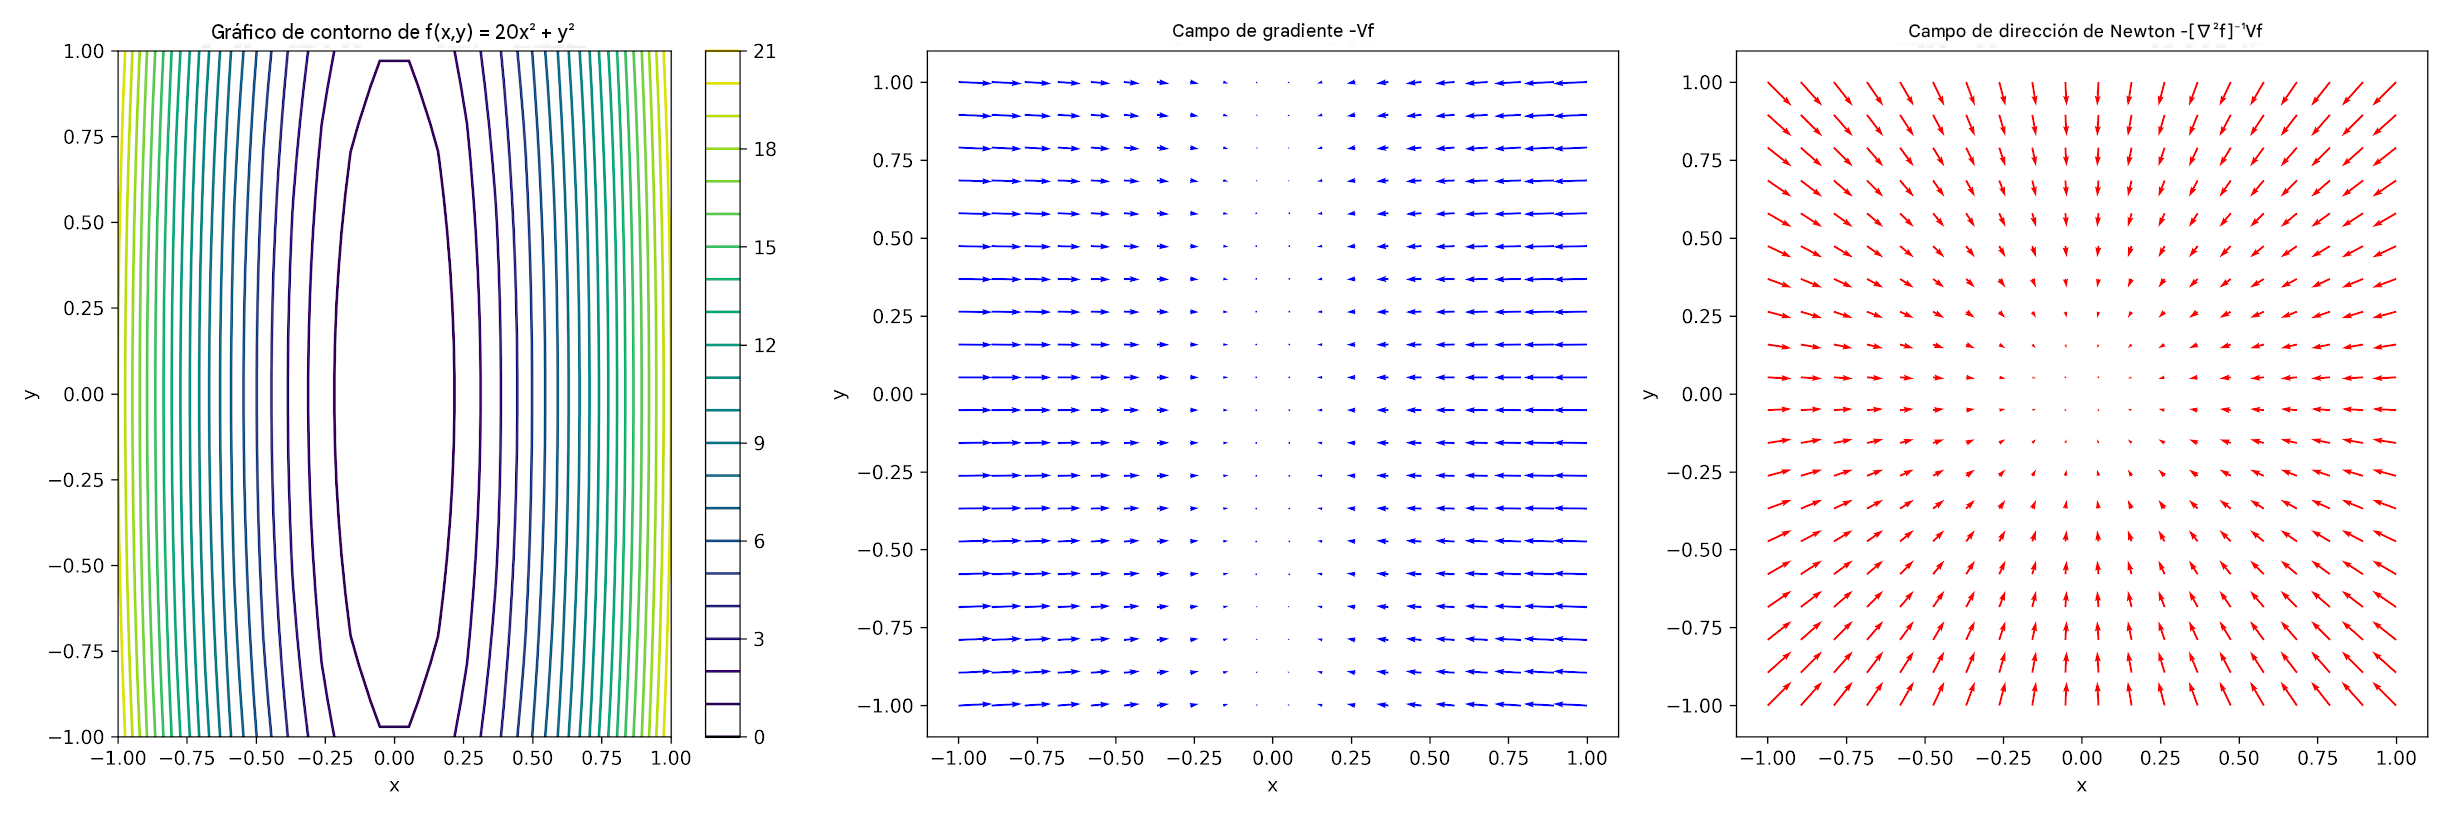 Gráfico de contorno de f(x,y) = 20x² + y²
1.00
0.75
0.50
0.25
0.00
−0.25
−0.50
−0.75
−1.00
y
−1.00 −0.75 −0.50 −0.25 0.00 0.25 0.50 0.75 1.00
x
21
18
15
12
9
6
3
0
Campo de gradiente -Vf
1.00
0.75
0.50
0.25
0.00
−0.25
−0.50
−0.75
−1.00
y
−1.00 −0.75 −0.50 −0.25 0.00 0.25 0.50 0.75 1.00
x
Campo de dirección de Newton -[∇²f]⁻¹Vf
1.00
0.75
0.50
0.25
0.00
−0.25
−0.50
−0.75
−1.00
y
−1.00 −0.75 −0.50 −0.25 0.00 0.25 0.50 0.75 1.00
x